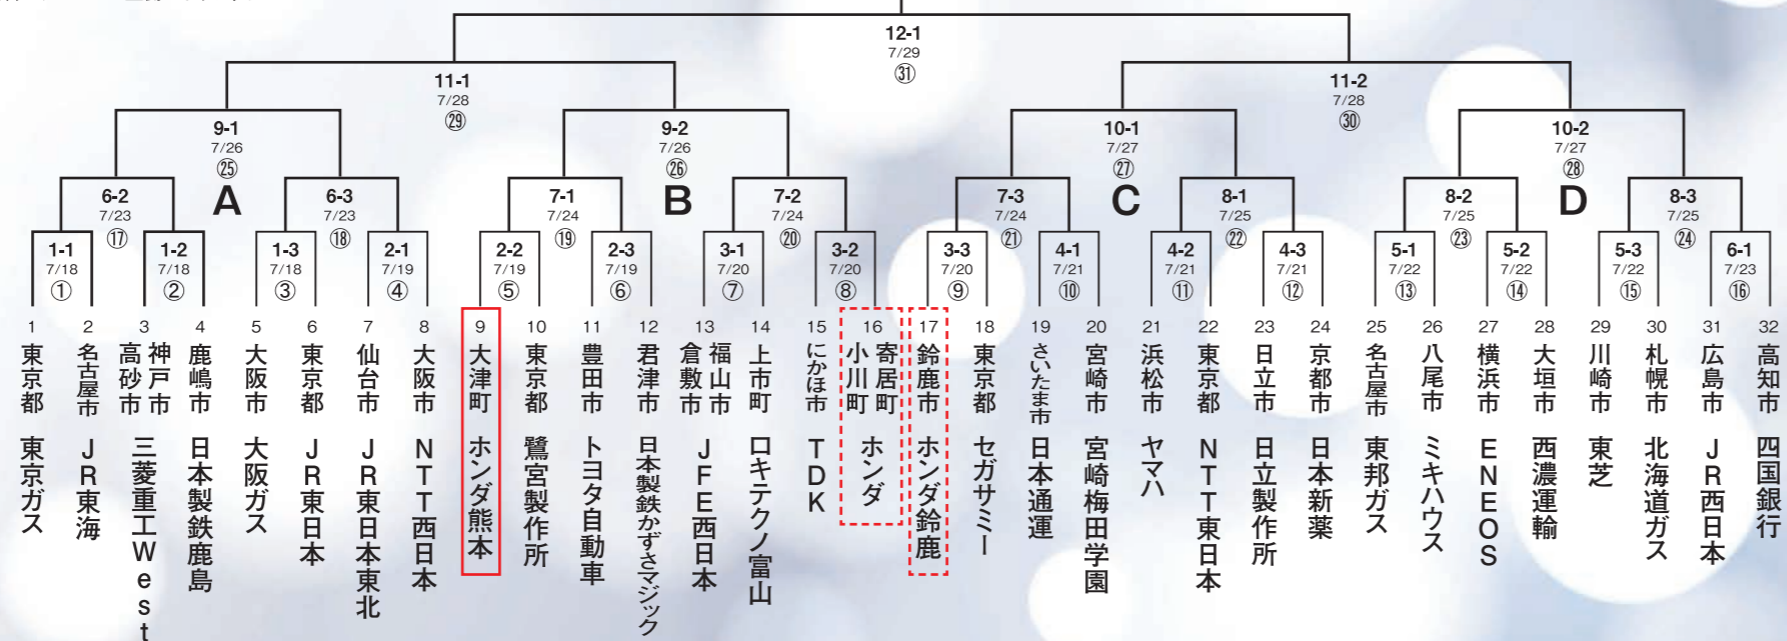 12-1
7/29
㉛
11-1
7/28
㉙
11-2
7/28
㉚
9-1
7/26
㉕
9-2
7/26
㉖
10-1
7/27
㉗
10-2
7/27
㉘
A
B
C
D
6-2
7/23
⑰
6-3
7/23
⑱
7-1
7/24
⑲
7-2
7/24
⑳
7-3
7/24
㉑
8-1
7/25
㉒
8-2
7/25
㉓
8-3
7/25
㉔
1-1
7/18
①
1-2
7/18
②
1-3
7/18
③
2-1
7/19
④
2-2
7/19
⑤
2-3
7/19
⑥
3-1
7/20
⑦
3-2
7/20
⑧
3-3
7/20
⑨
4-1
7/21
⑩
4-2
7/21
⑪
4-3
7/21
⑫
5-1
7/22
⑬
5-2
7/22
⑭
5-3
7/22
⑮
6-1
7/23
⑯
1
東京都
東京ガス
2
名古屋市
JR東海
3
神戸市
高砂市
三菱重工West
4
鹿嶋市
日本製鉄鹿島
5
大阪市
大阪ガス
6
東京都
JR東日本
7
仙台市
JR東日本東北
8
大阪市
NTT西日本
9
大津町
ホンダ熊本
10
東京都
鷺宮製作所
11
豊田市
トヨタ自動車
12
君津市
日本製鉄かずさマジック
13
福山市
倉敷市
JFE西日本
14
上市町
ロキテクノ富山
15
にかほ市
TDK
16
寄居町
小川町
ホンダ
17
鈴鹿市
ホンダ鈴鹿
18
東京都
セガサミー
19
さいたま市
日本通運
20
宮崎市
宮崎梅田学園
21
浜松市
ヤマハ
22
東京都
NTT東日本
23
日立市
日立製作所
24
京都市
日本新薬
25
名古屋市
東邦ガス
26
八尾市
ミキハウス
27
横浜市
ENEOS
28
大垣市
西濃運輸
29
川崎市
東芝
30
札幌市
北海道ガス
31
広島市
JR西日本
32
高知市
四国銀行